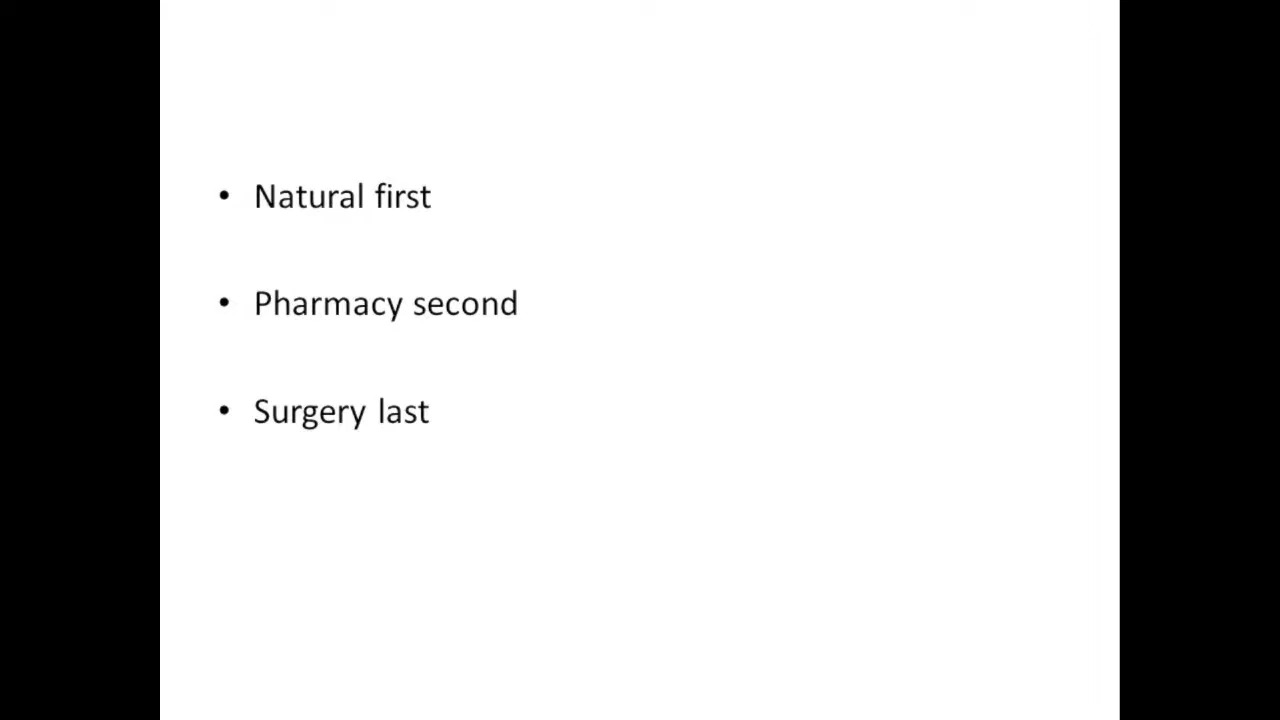 • Natural first
• Pharmacy second
• Surgery last